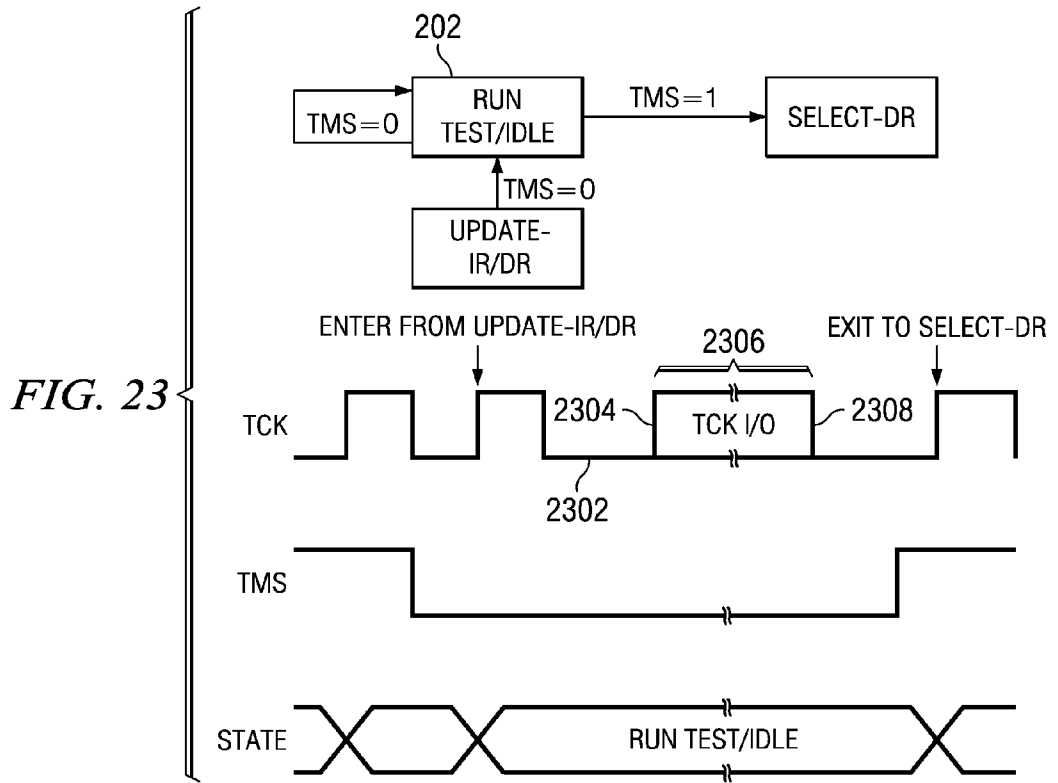 202
RUN
TEST/IDLE
TMS=0
TMS=1
SELECT-DR
TMS=0
UPDATE-
IR/DR
ENTER FROM UPDATE-IR/DR
2306
EXIT TO SELECT-DR
FIG. 23
TCK
2304
TCK I/O
2308
2302
TMS
STATE
RUN TEST/IDLE